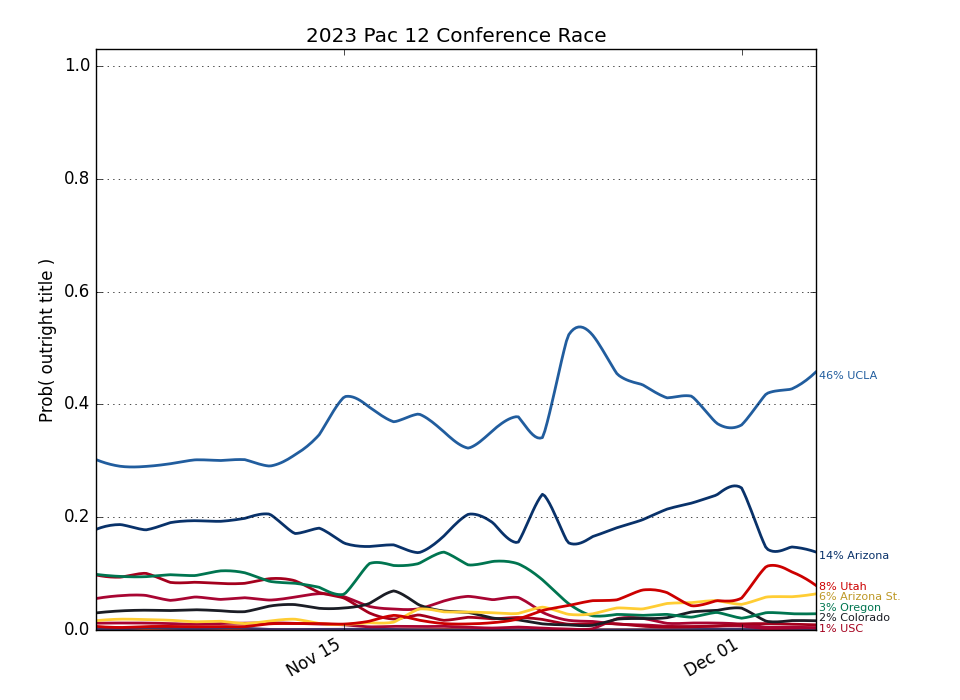 2023 Pac 12 Conference Race
Prob( outright title )
1.0
0.8
0.6
0.4
0.2
0.0
Nov 15
Dec 01
46% UCLA
14% Arizona
8% Utah
6% Arizona St.
3% Oregon
2% Colorado
1% USC